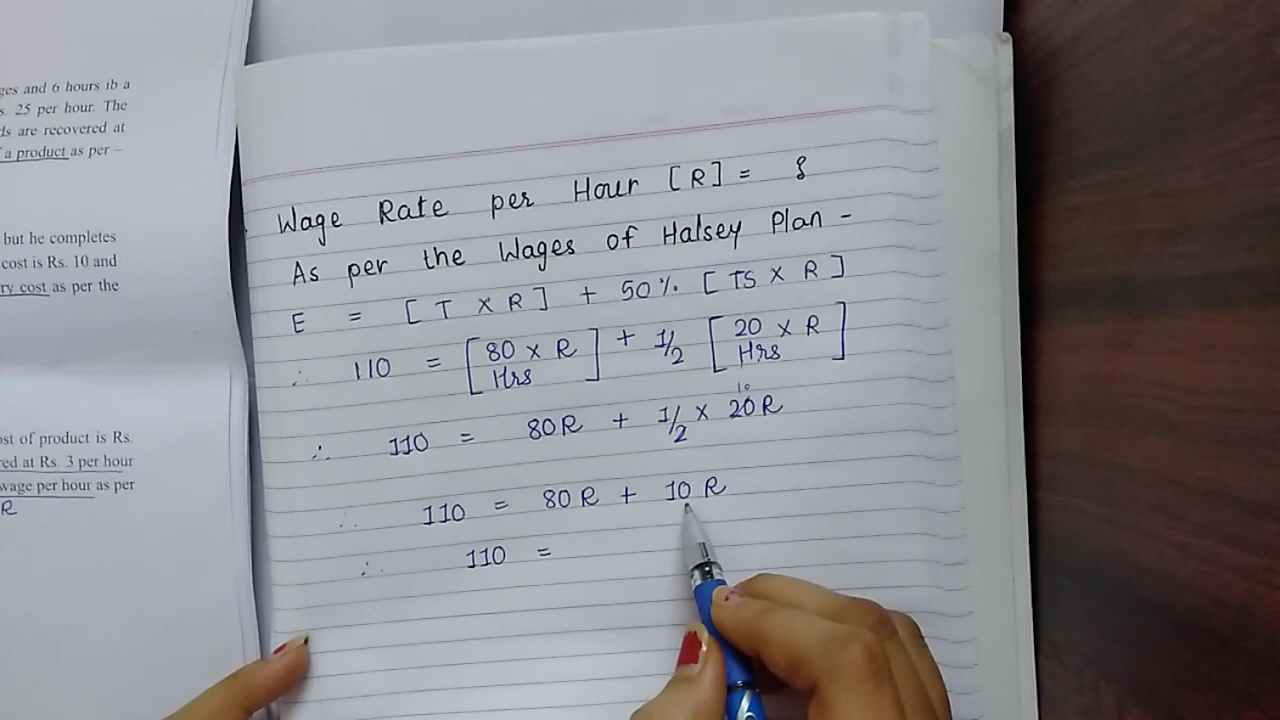 ges and 6 hours ib a
s. 25 per hour. The
ds are recovered at
a product as per –
but he completes
cost is Rs. 10 and
ry cost as per the
ost of product is Rs.
red at Rs. 3 per hour
wage per hour as per
R
Wage Rate per Hour [R] =
As per the Wages of Halsey Plan -
E = [T X R] + 50% [TS X R]
∴ 110 = [80 X R] + 1/2 [20 X R]
Hrs Hrs
10
∴ 110 = 80R + 1/2 x 20R
∴ 110 = 80R + 10R
∴ 110 =